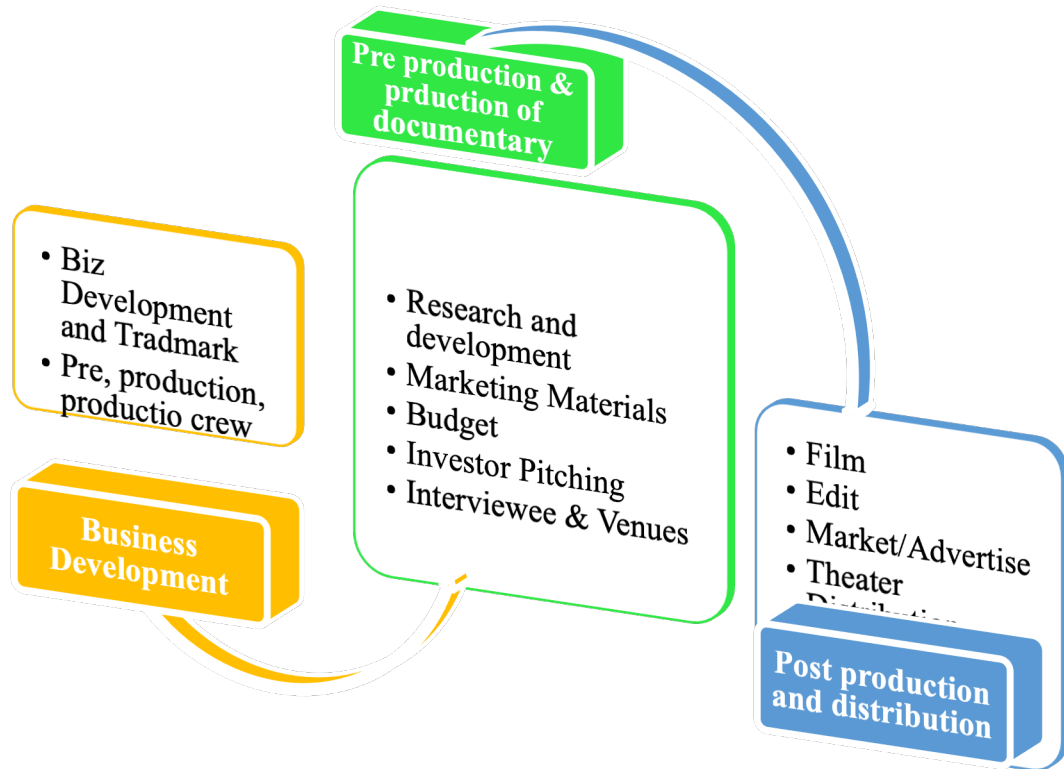 • Biz
Development
and Tradmark
• Pre, production,
productio crew
Business
Development
Pre production &
prduction of
documentary
• Research and
development
• Marketing Materials
• Budget
• Investor Pitching
• Interviewee & Venues
• Film
• Edit
• Market/Advertise
• Theater
Distribution
Post production
and distribution